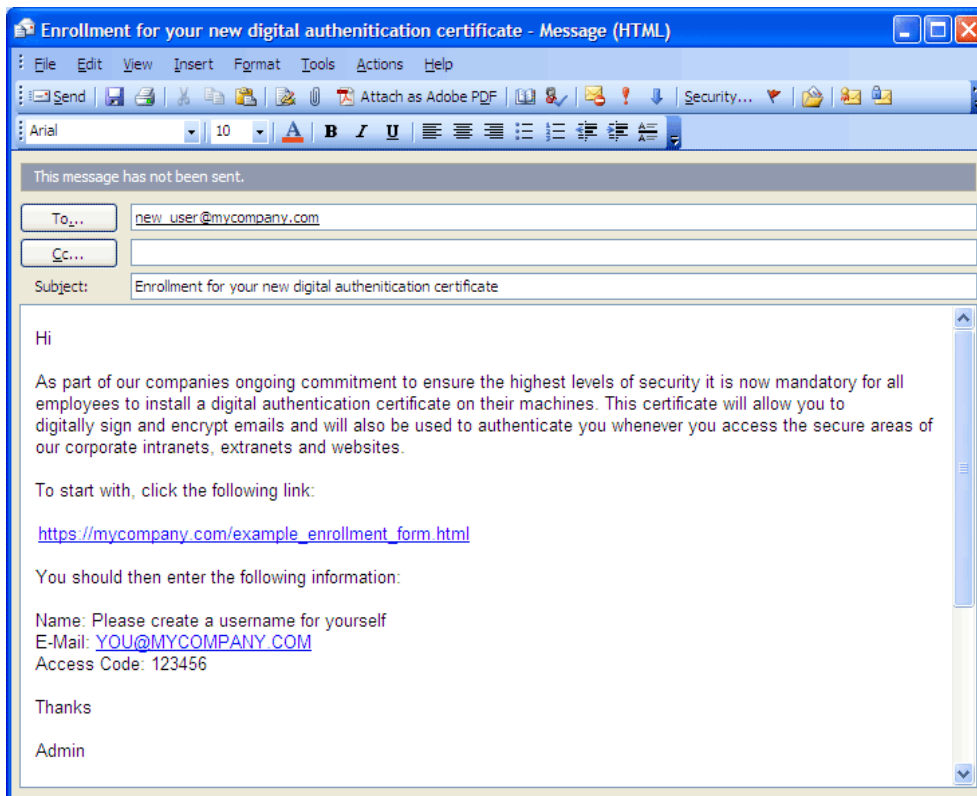 Enrollment for your new digital authenitication certificate - Message (HTML)
File Edit View Insert Format Tools Actions Help
Send Attach as Adobe PDF Security...
Arial 10 A B I U
This message has not been sent.
To... new_user@mycompany.com
Cc...
Subject: Enrollment for your new digital authenitication certificate
Hi
As part of our companies ongoing commitment to ensure the highest levels of security it is now mandatory for all
employees to install a digital authentication certificate on their machines. This certificate will allow you to
digitally sign and encrypt emails and will also be used to authenticate you whenever you access the secure areas of
our corporate intranets, extranets and websites.
To start with, click the following link:
https://mycompany.com/example_enrollment_form.html
You should then enter the following information:
Name: Please create a username for yourself
E-Mail: YOU@MYCOMPANY.COM
Access Code: 123456
Thanks
Admin